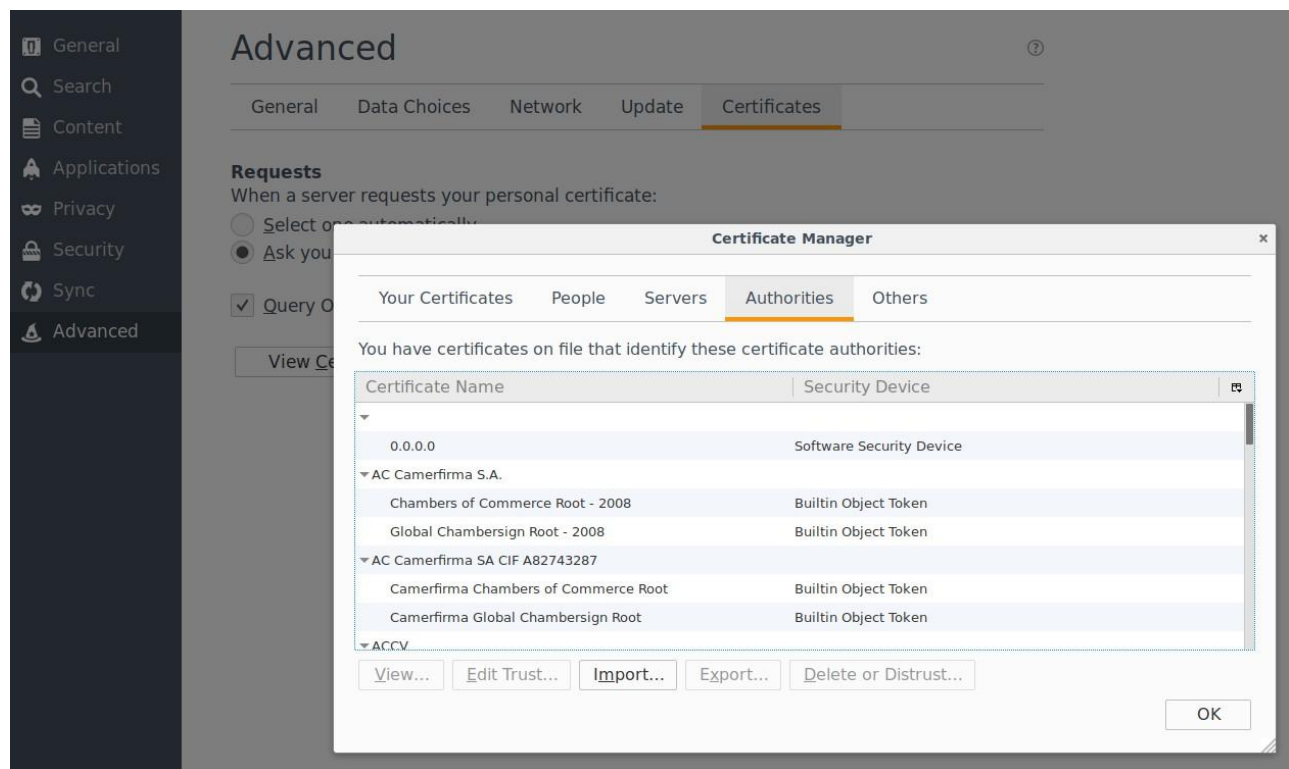 General
Search
Content
Applications
Privacy
Security
Sync
Advanced
Advanced
General Data Choices Network Update Certificates
Requests
When a server requests your personal certificate:
Select one automatically
Ask you
Query O
View Ce
Certificate Manager
Your Certificates People Servers Authorities Others
You have certificates on file that identify these certificate authorities:
Certificate Name Security Device
0.0.0.0 Software Security Device
AC Camerfirma S.A.
Chambers of Commerce Root - 2008 Builtin Object Token
Global Chambersign Root - 2008 Builtin Object Token
AC Camerfirma SA CIF A82743287
Camerfirma Chambers of Commerce Root Builtin Object Token
Camerfirma Global Chambersign Root Builtin Object Token
ACCV
View... Edit Trust... Import... Export... Delete or Distrust...
OK